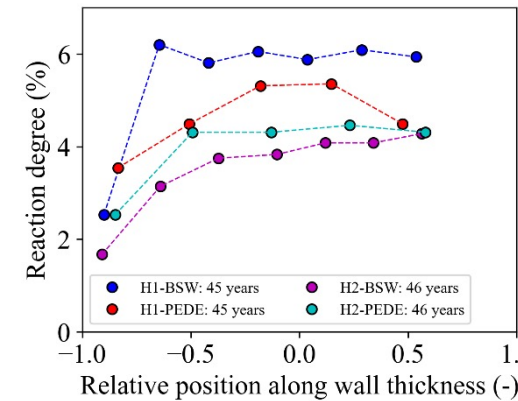 Reaction degree (%)
6
4
2
0
H1-BSW: 45 years
H2-BSW: 46 years
H1-PEDE: 45 years
H2-PEDE: 46 years
−1.0
−0.5
0.0
0.5
1.
Relative position along wall thickness (-)